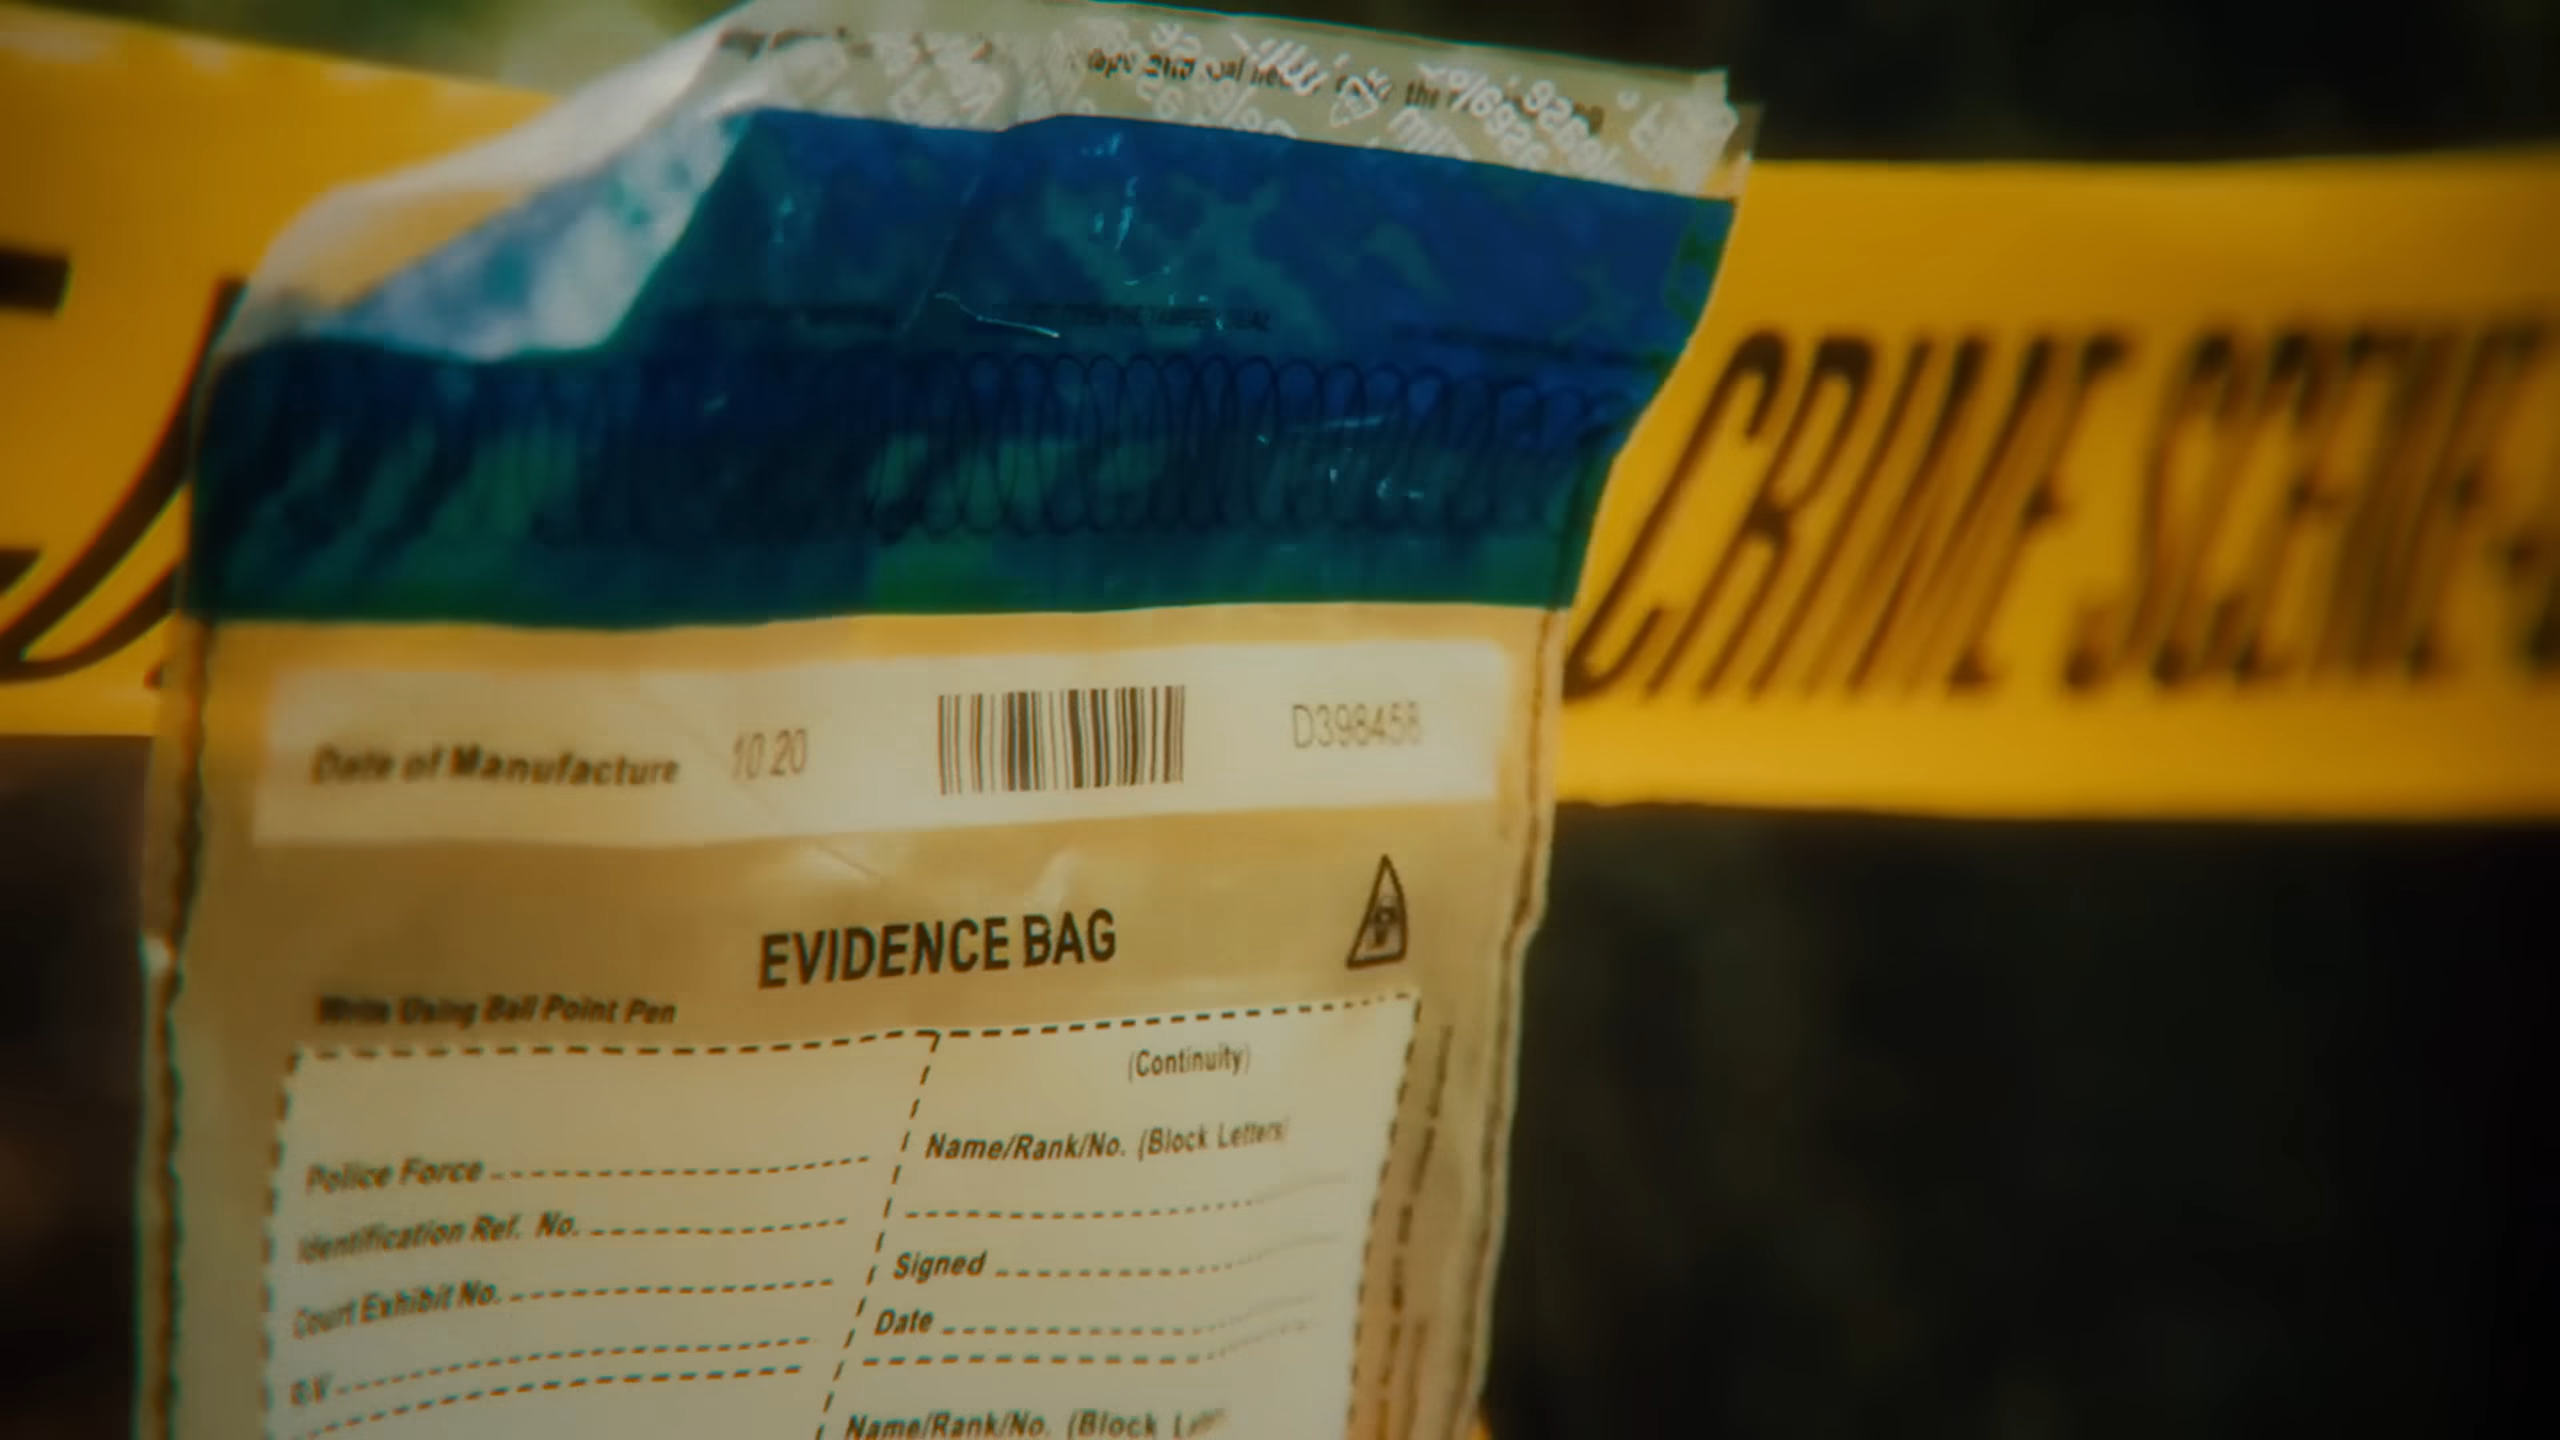 CRIME SCENE
Date of Manufacture 10 20 D398458
EVIDENCE BAG
Write Using Ball Point Pen
(Continuity)
Police Force
Name/Rank/No. (Block Letters)
Identification Ref. No.
Signed
Court Exhibit No.
Date
Name/Rank/No. (Block